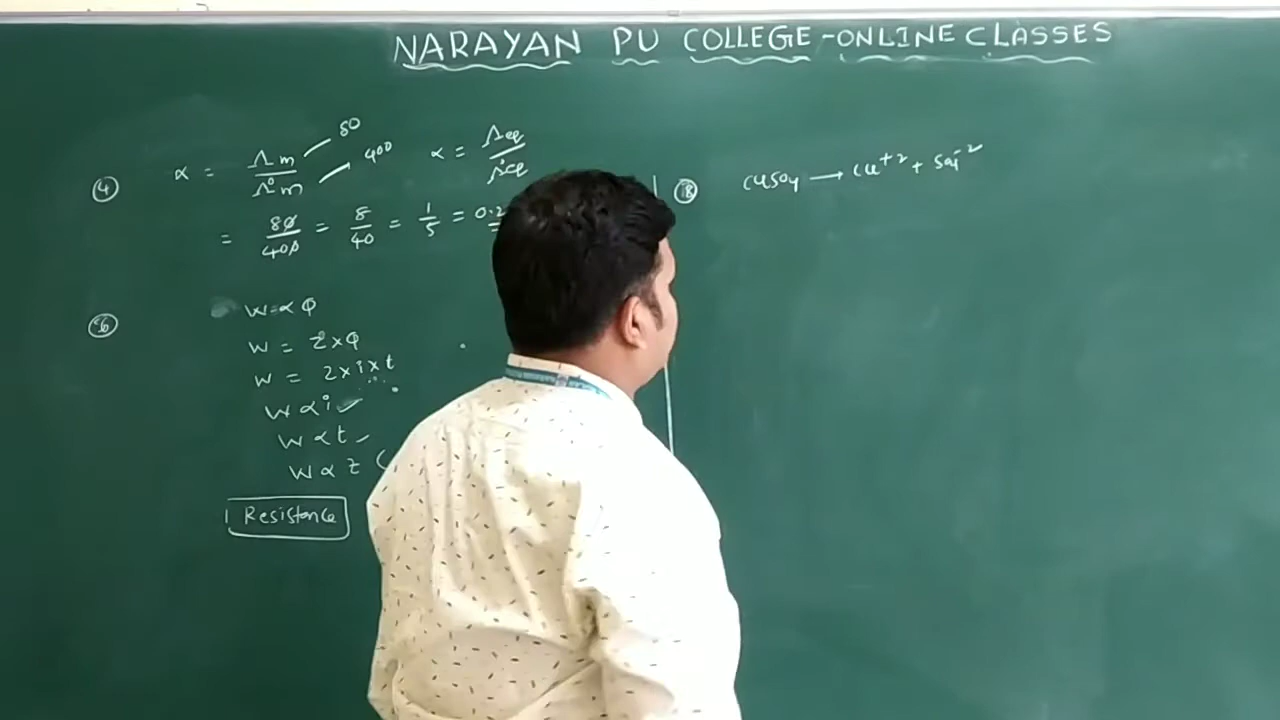 NARAYAN PU COLLEGE -ONLINE CLASSES
④ α = Λm / Λ°m 80 400 α = Λeq / Λ°eq
= 80/400 = 8/40 = 1/5 = 0.2
⑥ W ∝ Q
W = Z×Q
W = Z×i×t
W ∝ i ✓
W ∝ t ✓
W ∝ Z (
Resistance
⑧ CuSO4 → Cu+2 + SO4-2